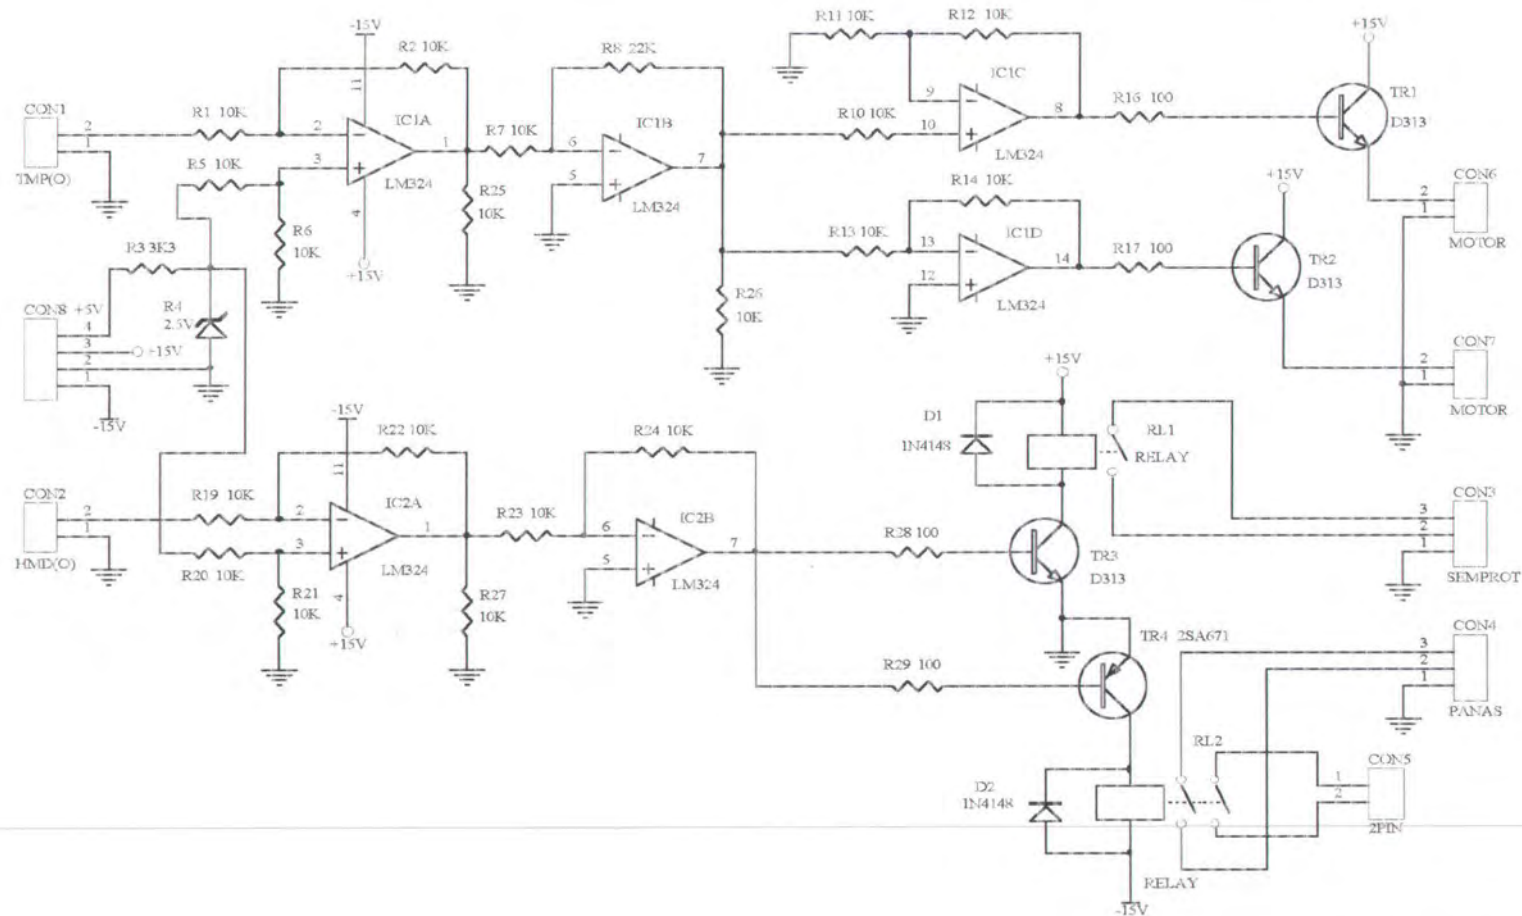 -15V
R2 10K
R8 22K
R11 10K
R12 10K
+15V
11
CON1
2
1
TMP(O)
R1 10K
2
IC1A
R7 10K
6
IC1B
9
IC1C
8
R16 100
TR1
D313
R5 10K
3
1
LM324
4
5
7
LM324
R10 10K
10
LM324
R6
10K
R25
10K
R14 10K
+15V
CON6
2
1
MOTOR
R3 3K3
+15V
R13 10K
13
IC1D
14
R17 100
TR2
D313
12
LM324
R26
10K
CON8
+5V
4
3
+15V
2
1
-15V
R4
2.5V
+15V
CON7
2
1
MOTOR
-15V
R22 10K
R24 10K
D1
1N4148
RL1
RELAY
11
CON2
2
1
HMD(O)
R19 10K
2
IC2A
1
R23 10K
6
IC2B
7
R28 100
TR3
D313
CON3
3
2
1
SEMPROT
R20 10K
3
LM324
4
5
LM324
R21
10K
R27
10K
+15V
TR4 2SA671
R29 100
CON4
3
2
1
PANAS
RL2
CON5
1
2
2PIN
D2
1N4148
RELAY
-15V